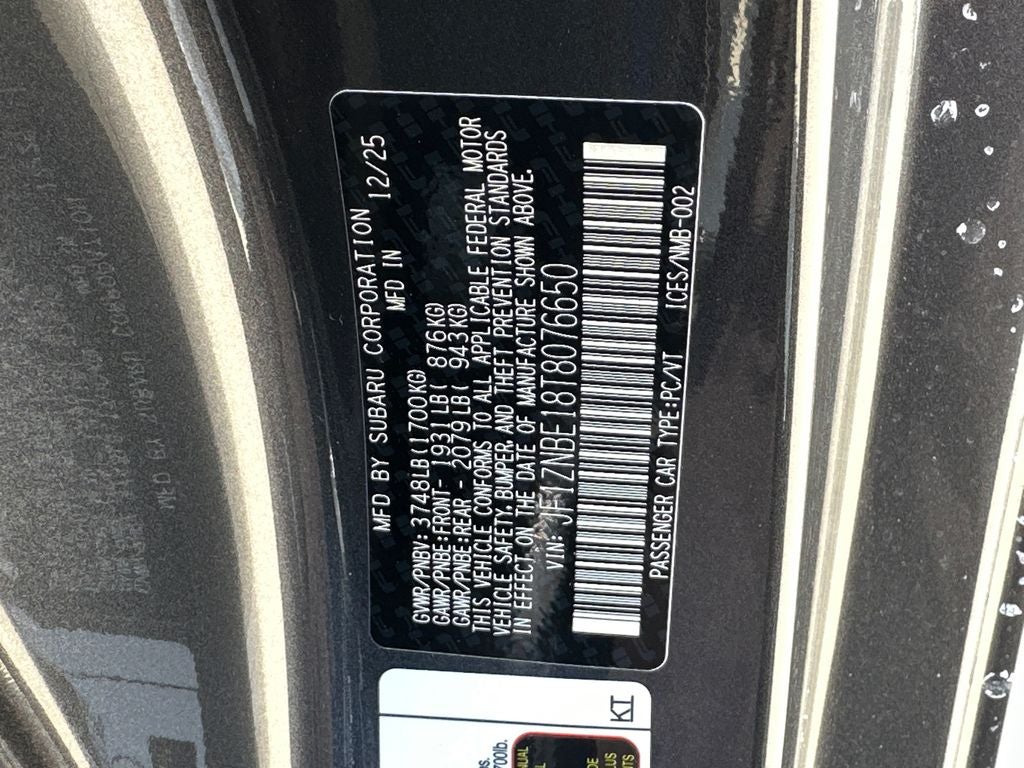 MFD BY SUBARU CORPORATION
MFD IN 12/25
GVWR/PNBV: 3748LB(1700KG)
GAWR/PNBE:FRONT- 1931LB( 876KG)
GAWR/PNBE:REAR - 2079LB( 943KG)
THIS VEHICLE CONFORMS TO ALL APPLICABLE FEDERAL MOTOR
VEHICLE SAFETY, BUMPER, AND THEFT PREVENTION STANDARDS
IN EFFECT ON THE DATE OF MANUFACTURE SHOWN ABOVE.
VIN: JF1ZNBE18T8076650
PASSENGER CAR TYPE:PC/VT ICES/NMB-002